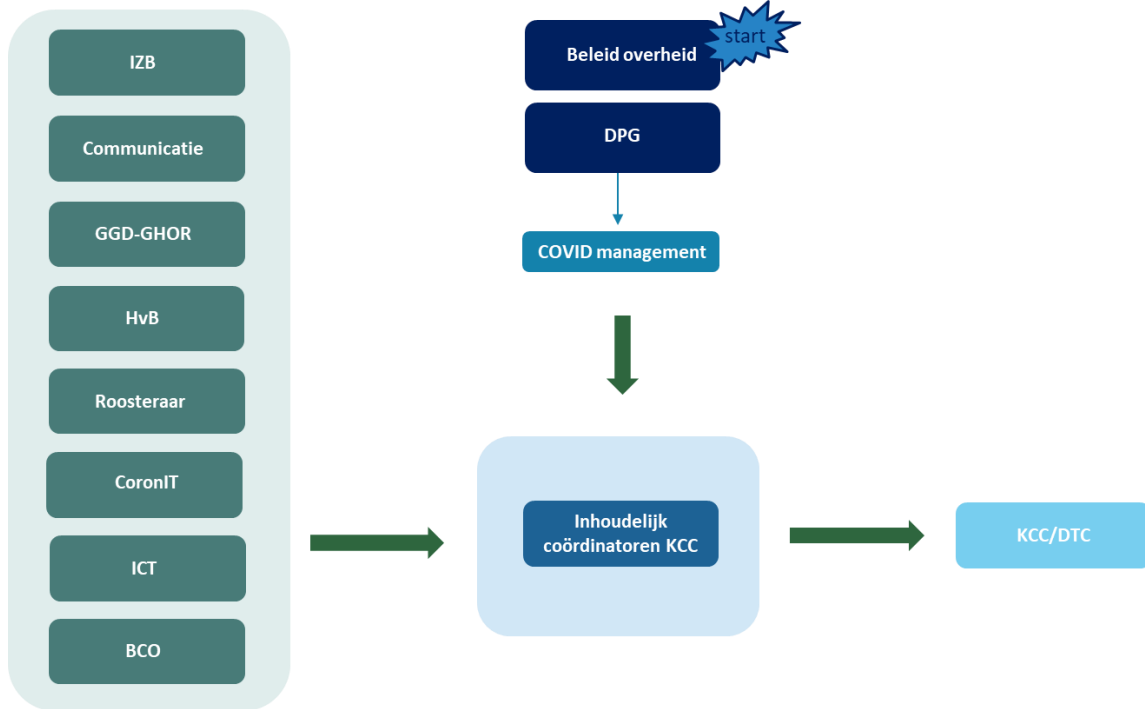 IZB
Communicatie
GGD-GHOR
HvB
Roosteraar
CoronIT
ICT
BCO
Beleid overheid
start
DPG
COVID management
Inhoudelijk
coördinatoren KCC
KCC/DTC